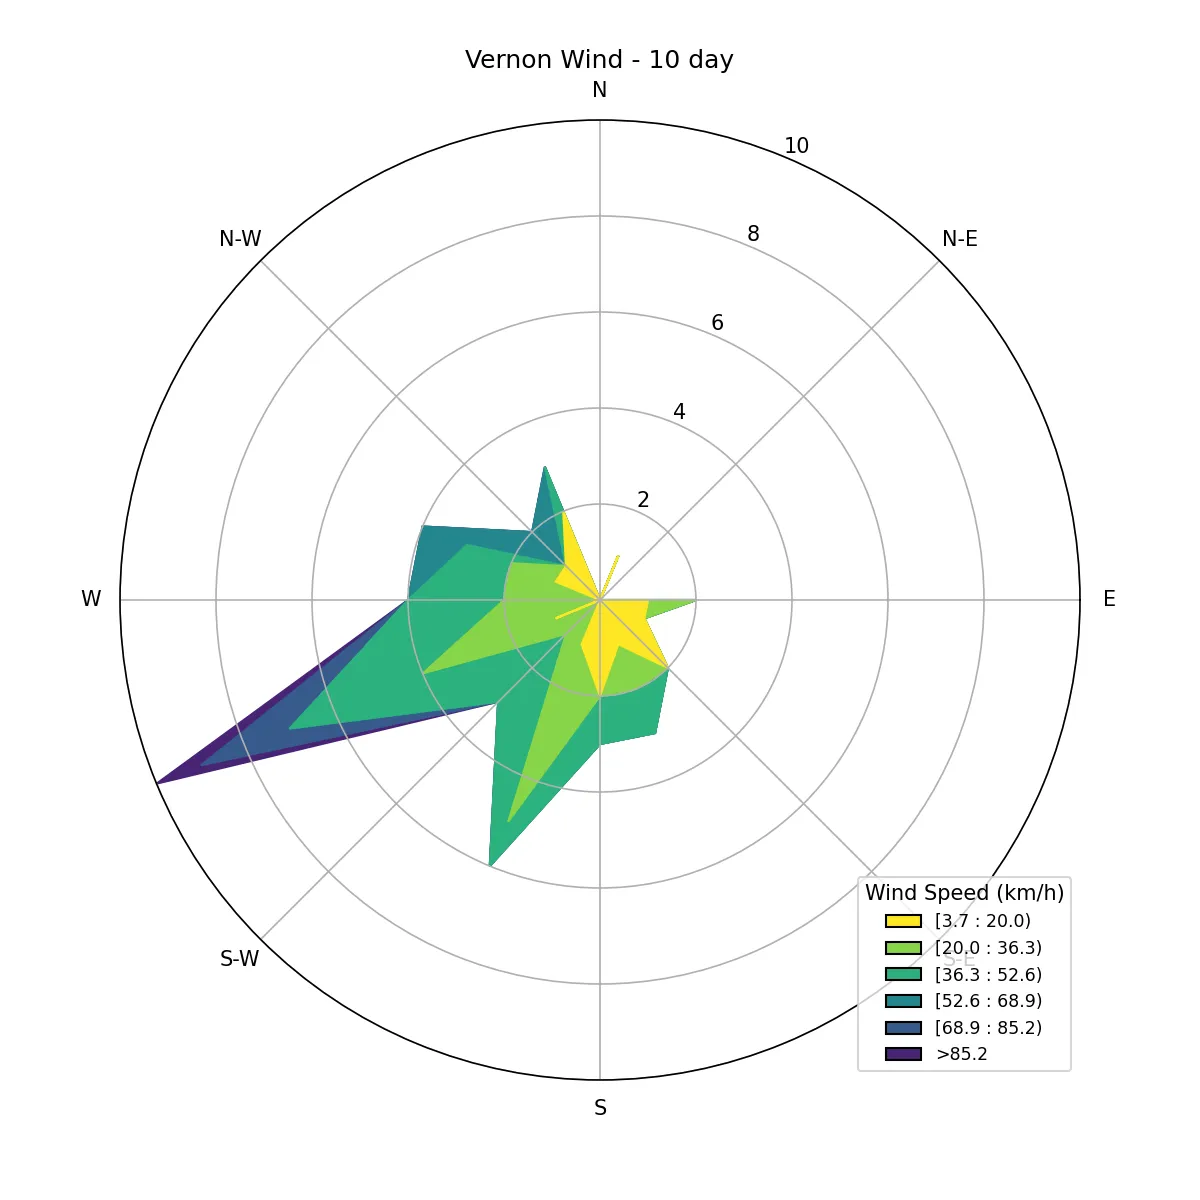 Vernon Wind - 10 day
N
10
N-W
N-E
8
6
4
2
W
E
Wind Speed (km/h)
[3.7 : 20.0)
[20.0 : 36.3)
S-W
S-E
[36.3 : 52.6)
[52.6 : 68.9)
[68.9 : 85.2)
>85.2
S